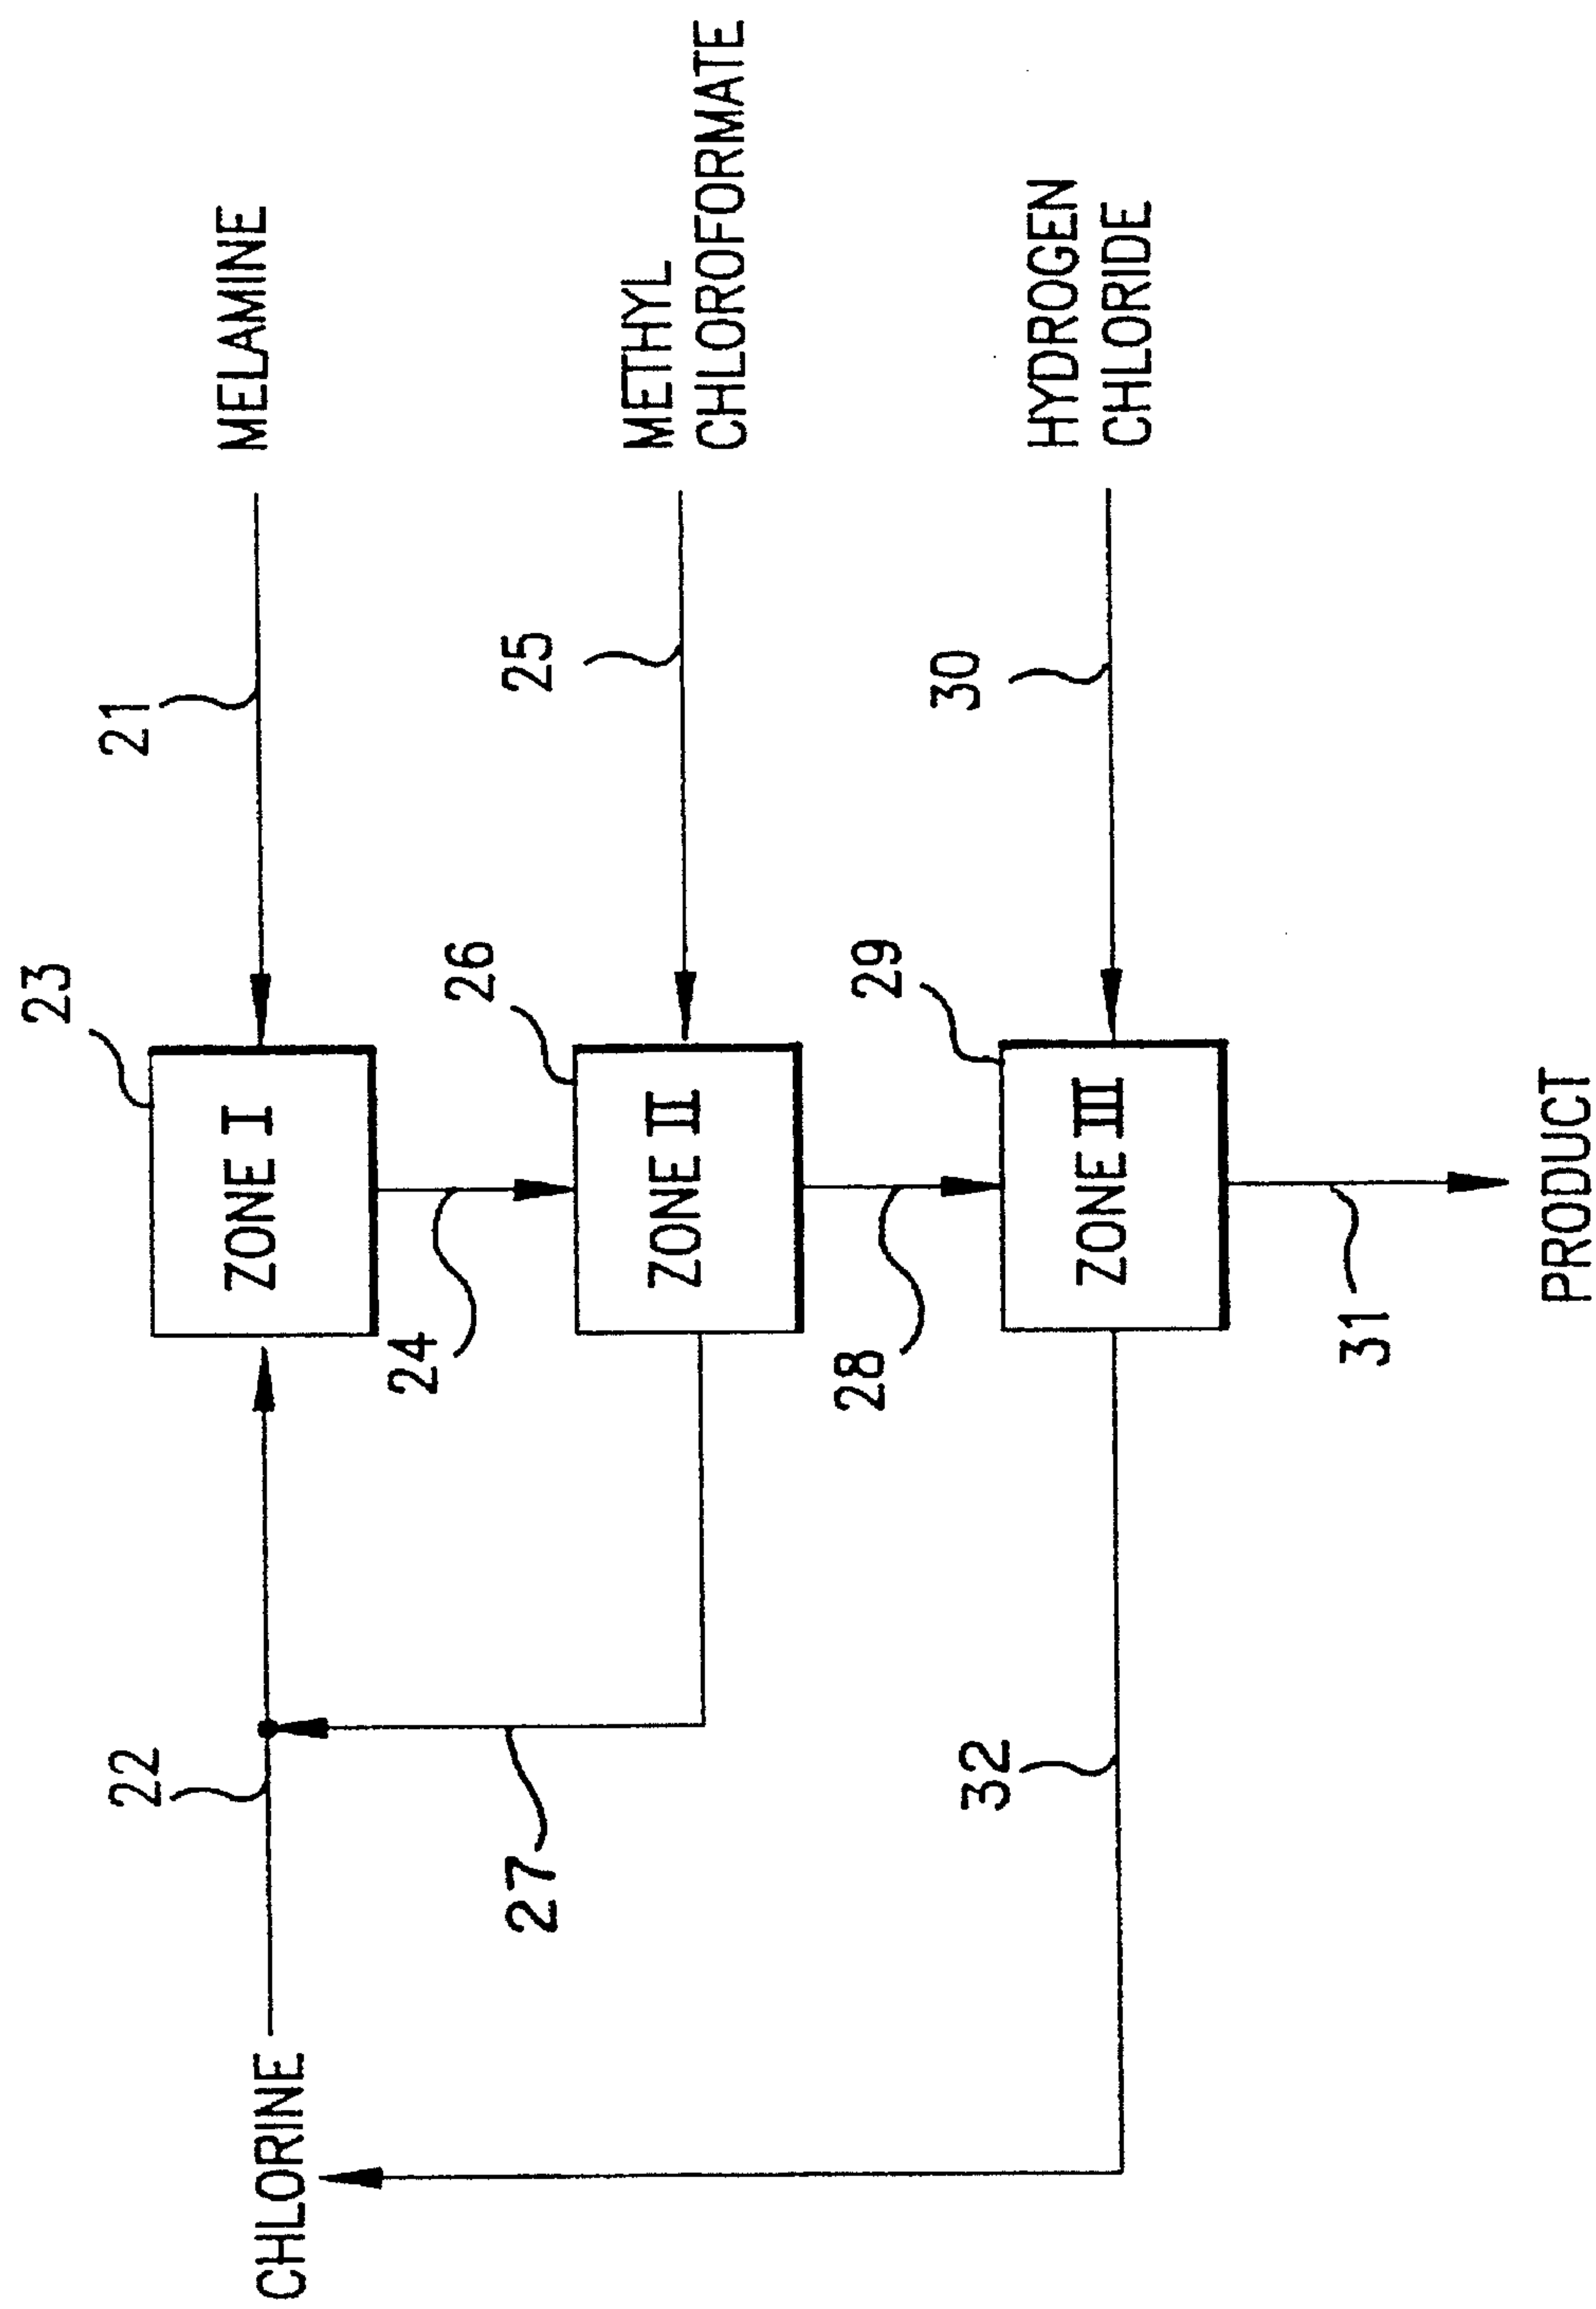 MELAMINE
METHYL
CHLOROFORMATE
HYDROGEN
CHLORIDE
21
25
30
23
26
29
ZONE I
ZONE II
ZONE III
24
28
31
PRODUCT
22
27
32
CHLORINE